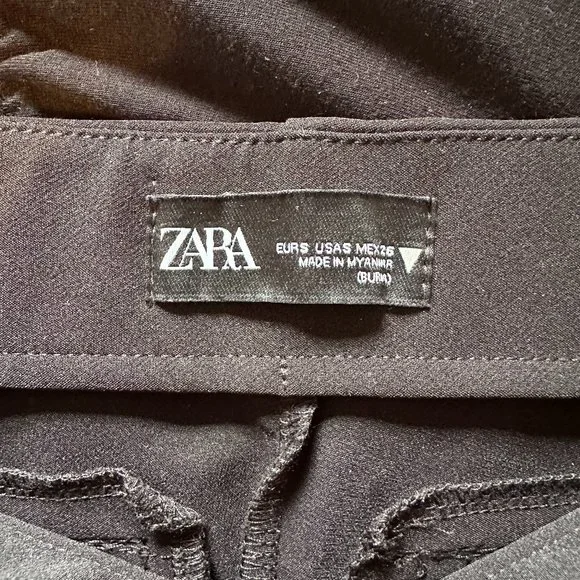 ZARA
EUR S USA S MEX 26
MADE IN MYANMAR
(BURMA)